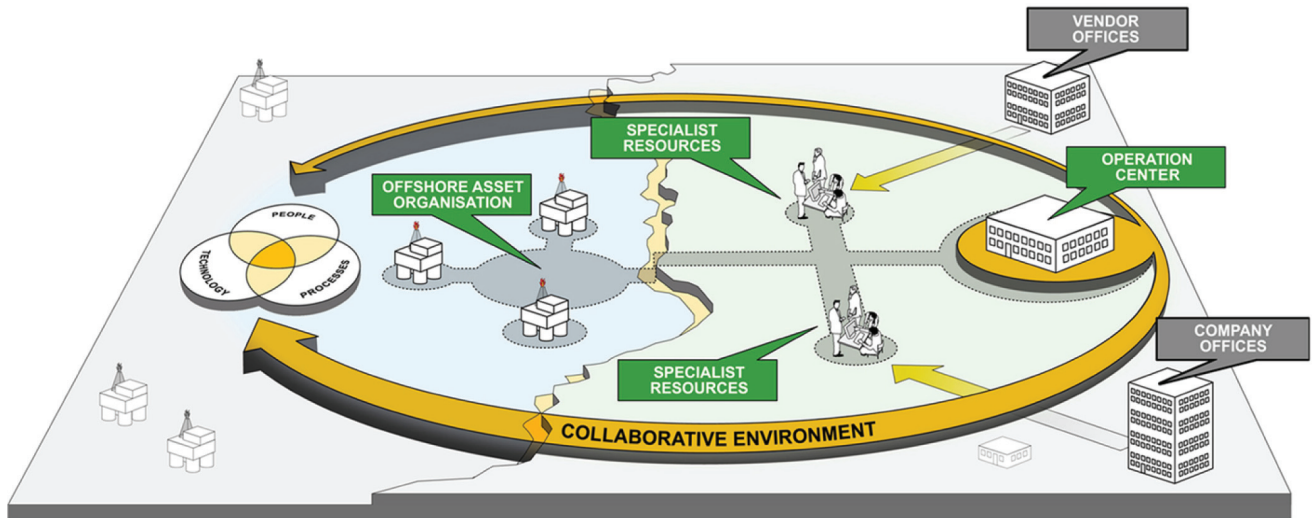 VENDOR
OFFICES
SPECIALIST
RESOURCES
OPERATION
CENTER
OFFSHORE ASSET
ORGANISATION
PEOPLE
TECHNOLOGY
PROCESSES
COMPANY
OFFICES
SPECIALIST
RESOURCES
COLLABORATIVE ENVIRONMENT